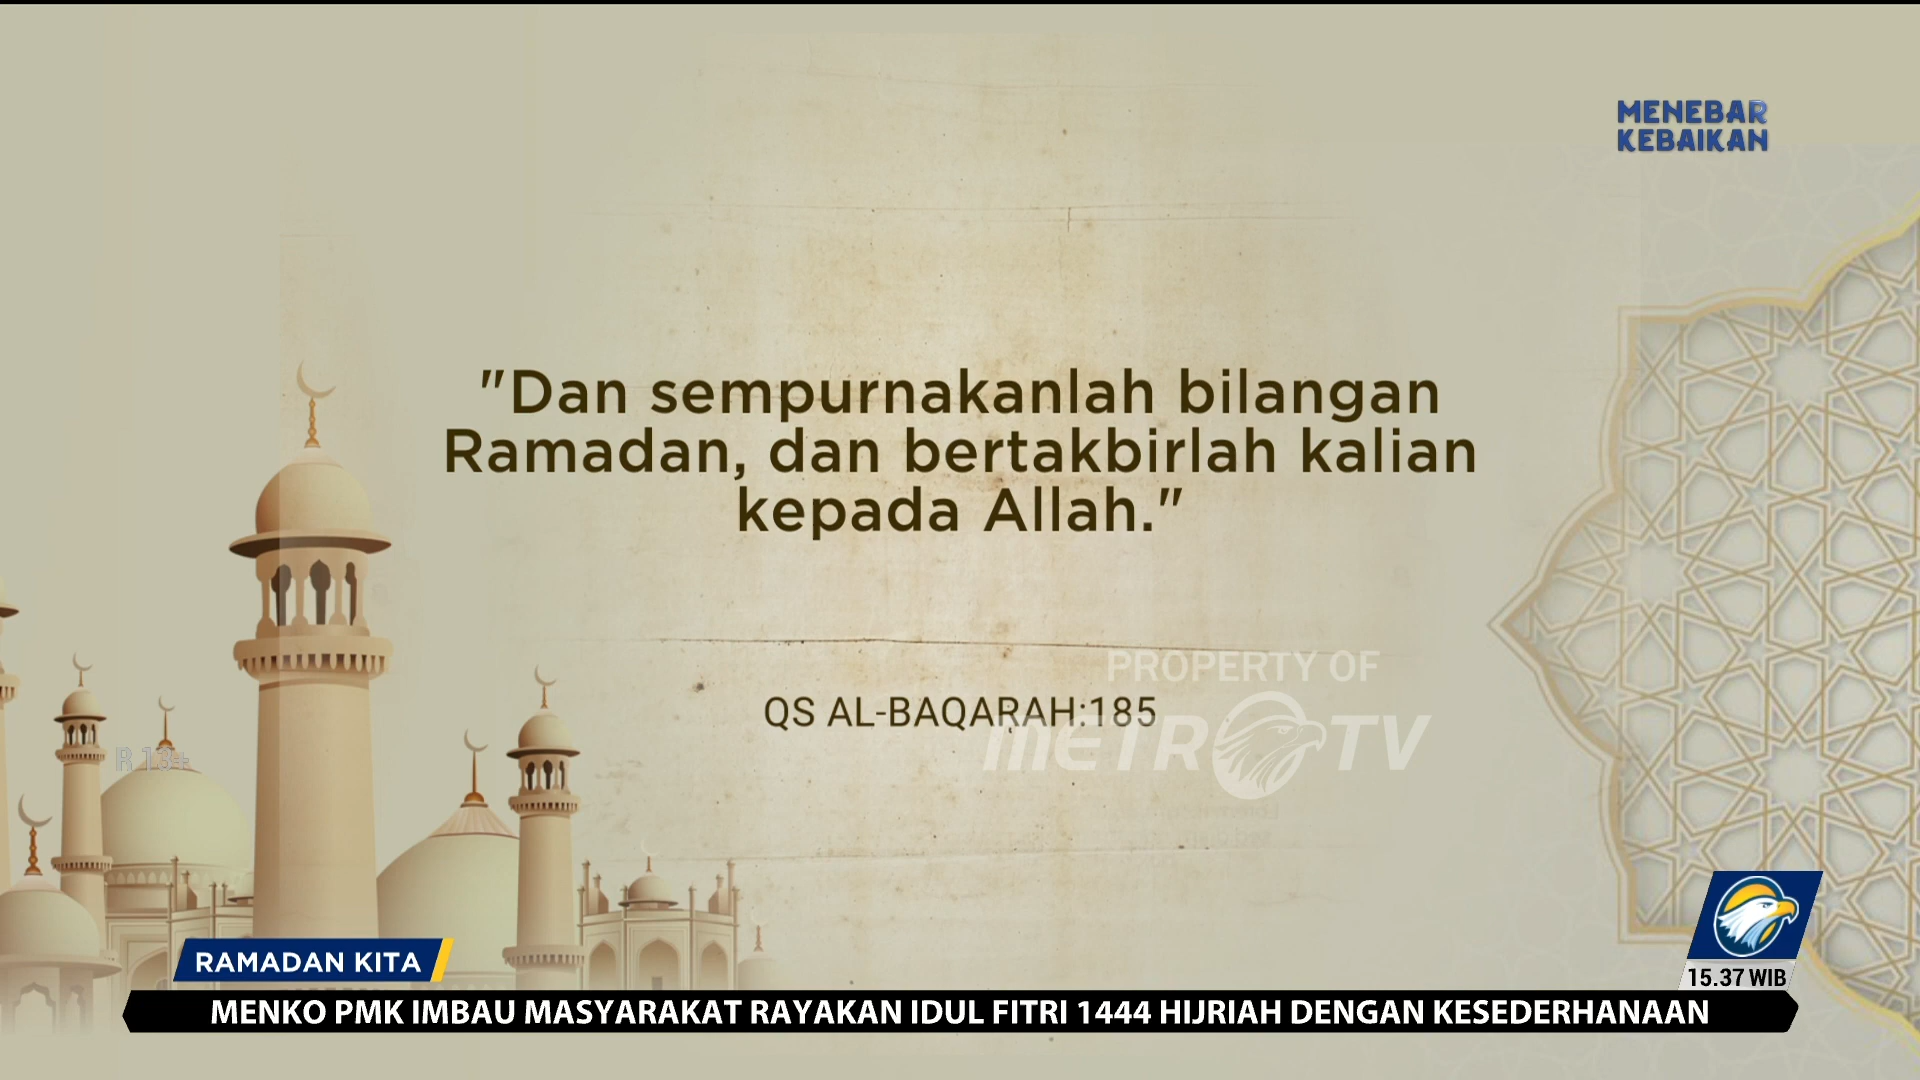 MENEBAR
KEBAIKAN
"Dan sempurnakanlah bilangan
Ramadan, dan bertakbirlah kalian
kepada Allah."
PROPERTY OF
QS AL-BAQARAH:185
METRO TV
R 13+
RAMADAN KITA
15.37 WIB
MENKO PMK IMBAU MASYARAKAT RAYAKAN IDUL FITRI 1444 HIJRIAH DENGAN KESEDERHANAAN